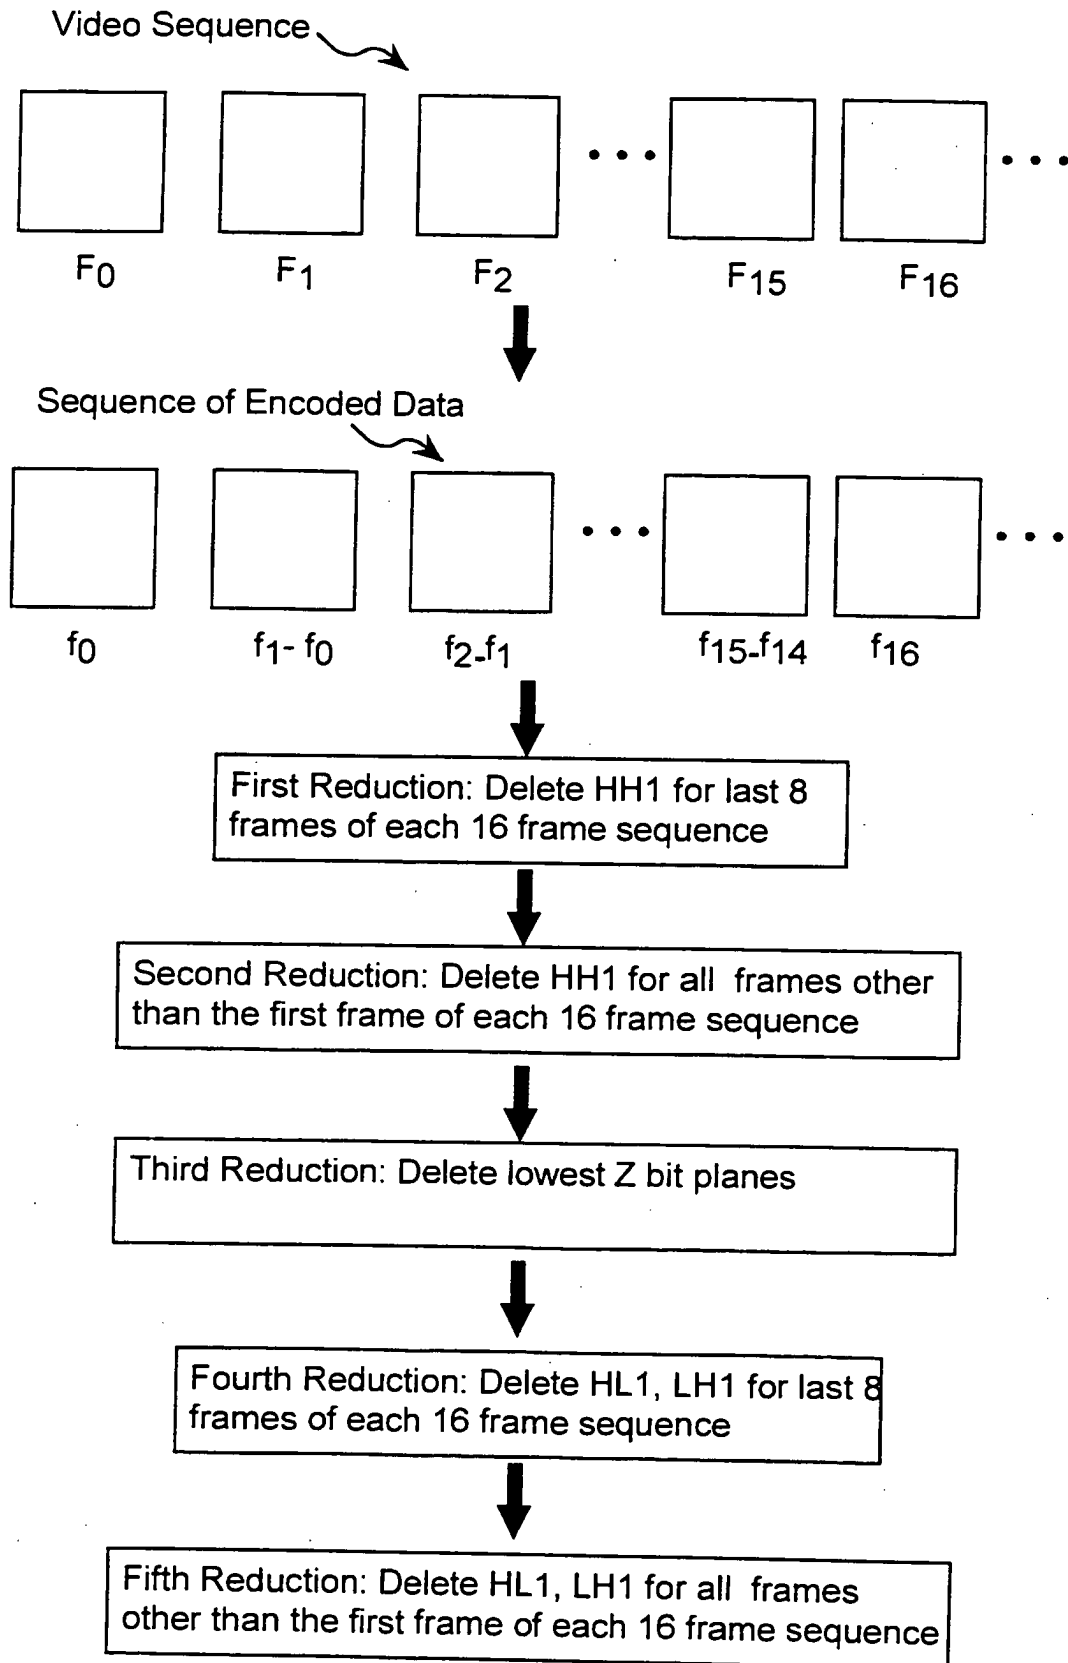 Video Sequence
F0 F1 F2 • • • F15 F16 • • •
Sequence of Encoded Data
f0 f1- f0 f2-f1 • • • f15-f14 f16 • • •
First Reduction: Delete HH1 for last 8
frames of each 16 frame sequence
Second Reduction: Delete HH1 for all frames other
than the first frame of each 16 frame sequence
Third Reduction: Delete lowest Z bit planes
Fourth Reduction: Delete HL1, LH1 for last 8
frames of each 16 frame sequence
Fifth Reduction: Delete HL1, LH1 for all frames
other than the first frame of each 16 frame sequence